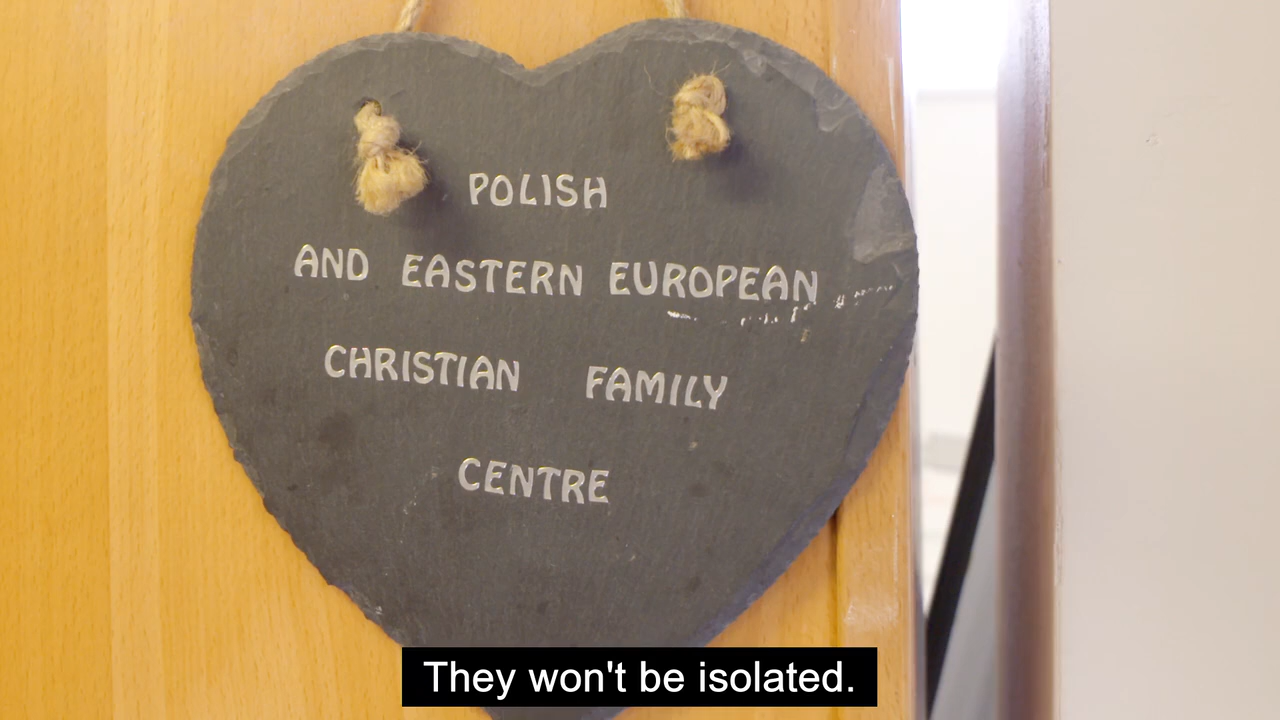 POLISH
AND EASTERN EUROPEAN
CHRISTIAN FAMILY
CENTRE
They won't be isolated.